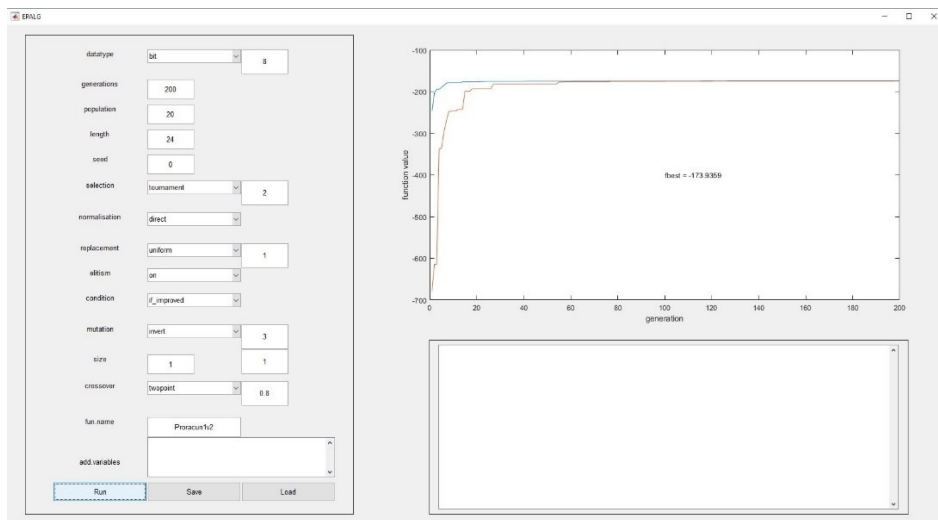 EPALG
datatype bit 8
generations 200
population 20
length 24
seed 0
selection tournament 2
normalisation direct
replacement uniform 1
elitism on
condition if_improved
mutation invert 3
size 1 1
crossover twopoint 0.8
fun.name Proracun1v2
add.variables
Run Save Load
-100
-200
-300
-400
-500
-600
-700
function value
fbest = -173.9359
0 20 40 60 80 100 120 140 160 180 200
generation